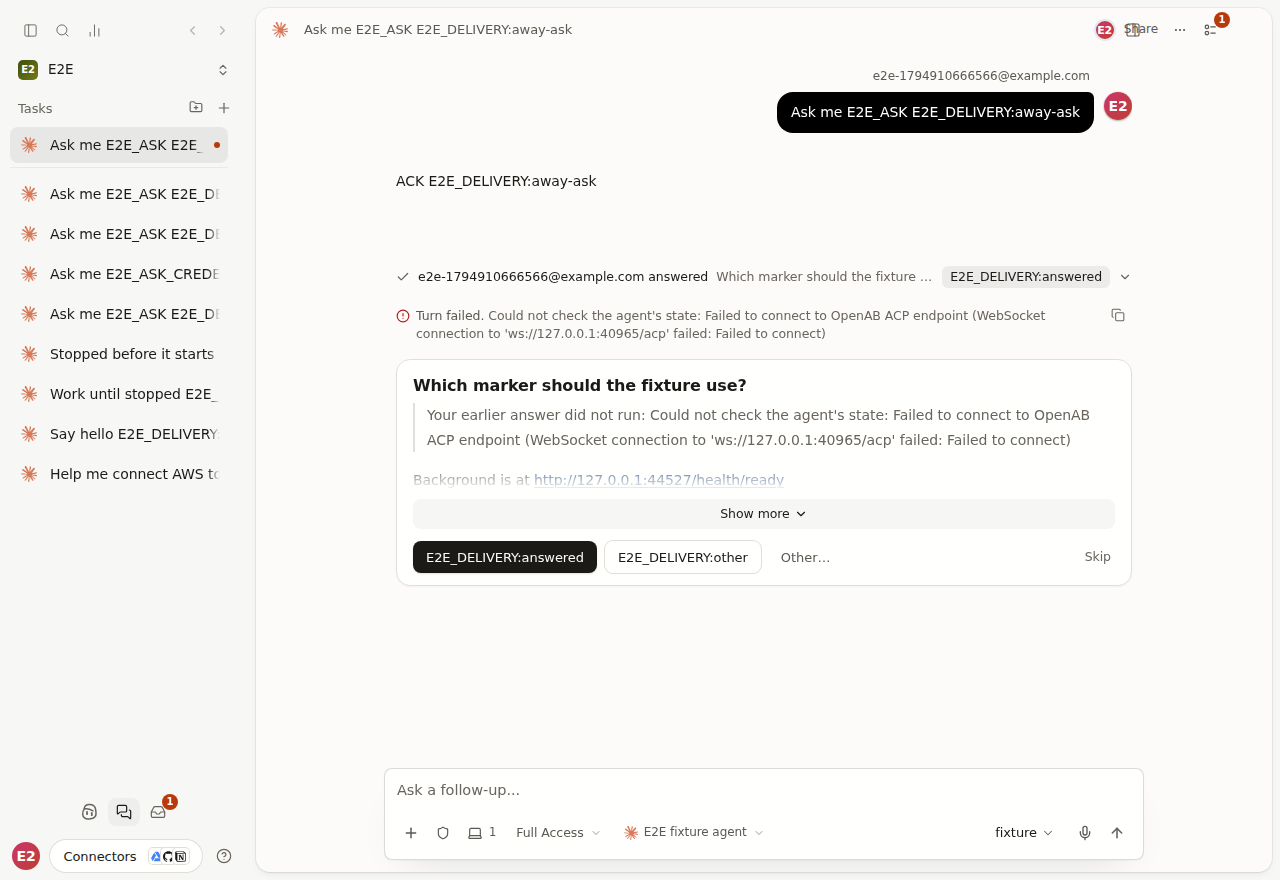 Ask me E2E_ASK E2E_DELIVERY:away-ask
E2
Share
1
E2
E2E
Tasks
Ask me E2E_ASK E2E_
Ask me E2E_ASK E2E_DE
Ask me E2E_ASK E2E_DE
Ask me E2E_ASK_CREDE
Ask me E2E_ASK E2E_DE
Stopped before it starts
Work until stopped E2E_
Say hello E2E_DELIVERY:
Help me connect AWS to
1
E2
Connectors
e2e-1794910666566@example.com
Ask me E2E_ASK E2E_DELIVERY:away-ask
E2
ACK E2E_DELIVERY:away-ask
e2e-1794910666566@example.com answered Which marker should the fixture ... E2E_DELIVERY:answered
Turn failed. Could not check the agent's state: Failed to connect to OpenAB ACP endpoint (WebSocket
connection to 'ws://127.0.0.1:40965/acp' failed: Failed to connect)
Which marker should the fixture use?
Your earlier answer did not run: Could not check the agent's state: Failed to connect to OpenAB
ACP endpoint (WebSocket connection to 'ws://127.0.0.1:40965/acp' failed: Failed to connect)
Background is at http://127.0.0.1:44527/health/ready
Show more
E2E_DELIVERY:answered
E2E_DELIVERY:other
Other...
Skip
Ask a follow-up...
1
Full Access
E2E fixture agent
fixture